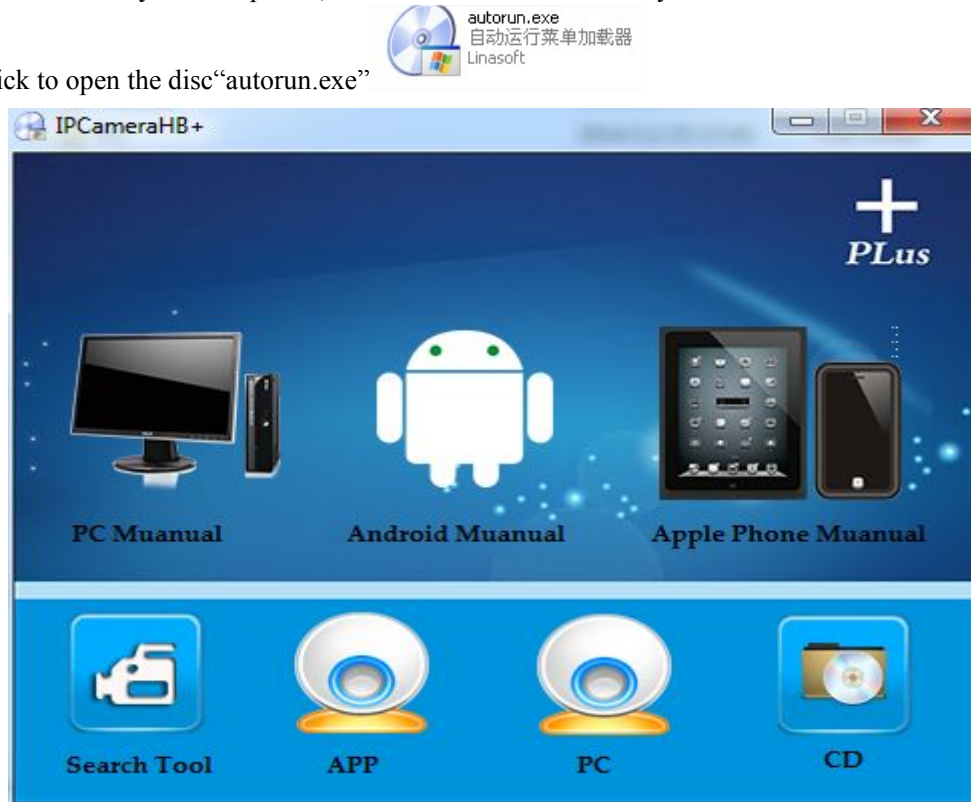 autorun.exe
自动运行菜单加载器
Linasoft
ick to open the disc“autorun.exe”
IPCameraHB+
PLus
PC Muanual
Android Muanual
Apple Phone Muanual
Search Tool
APP
PC
CD